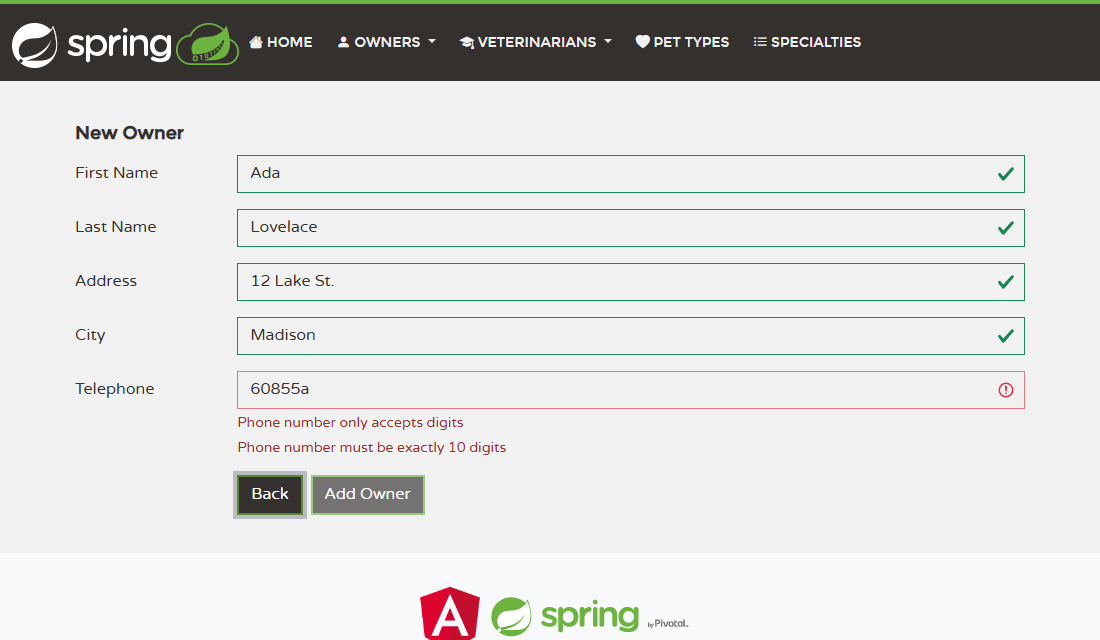 spring HOME OWNERS VETERINARIANS PET TYPES SPECIALTIES
New Owner
First Name Ada
Last Name Lovelace
Address 12 Lake St.
City Madison
Telephone 60855a
Phone number only accepts digits
Phone number must be exactly 10 digits
Back Add Owner
A spring by Pivotal.